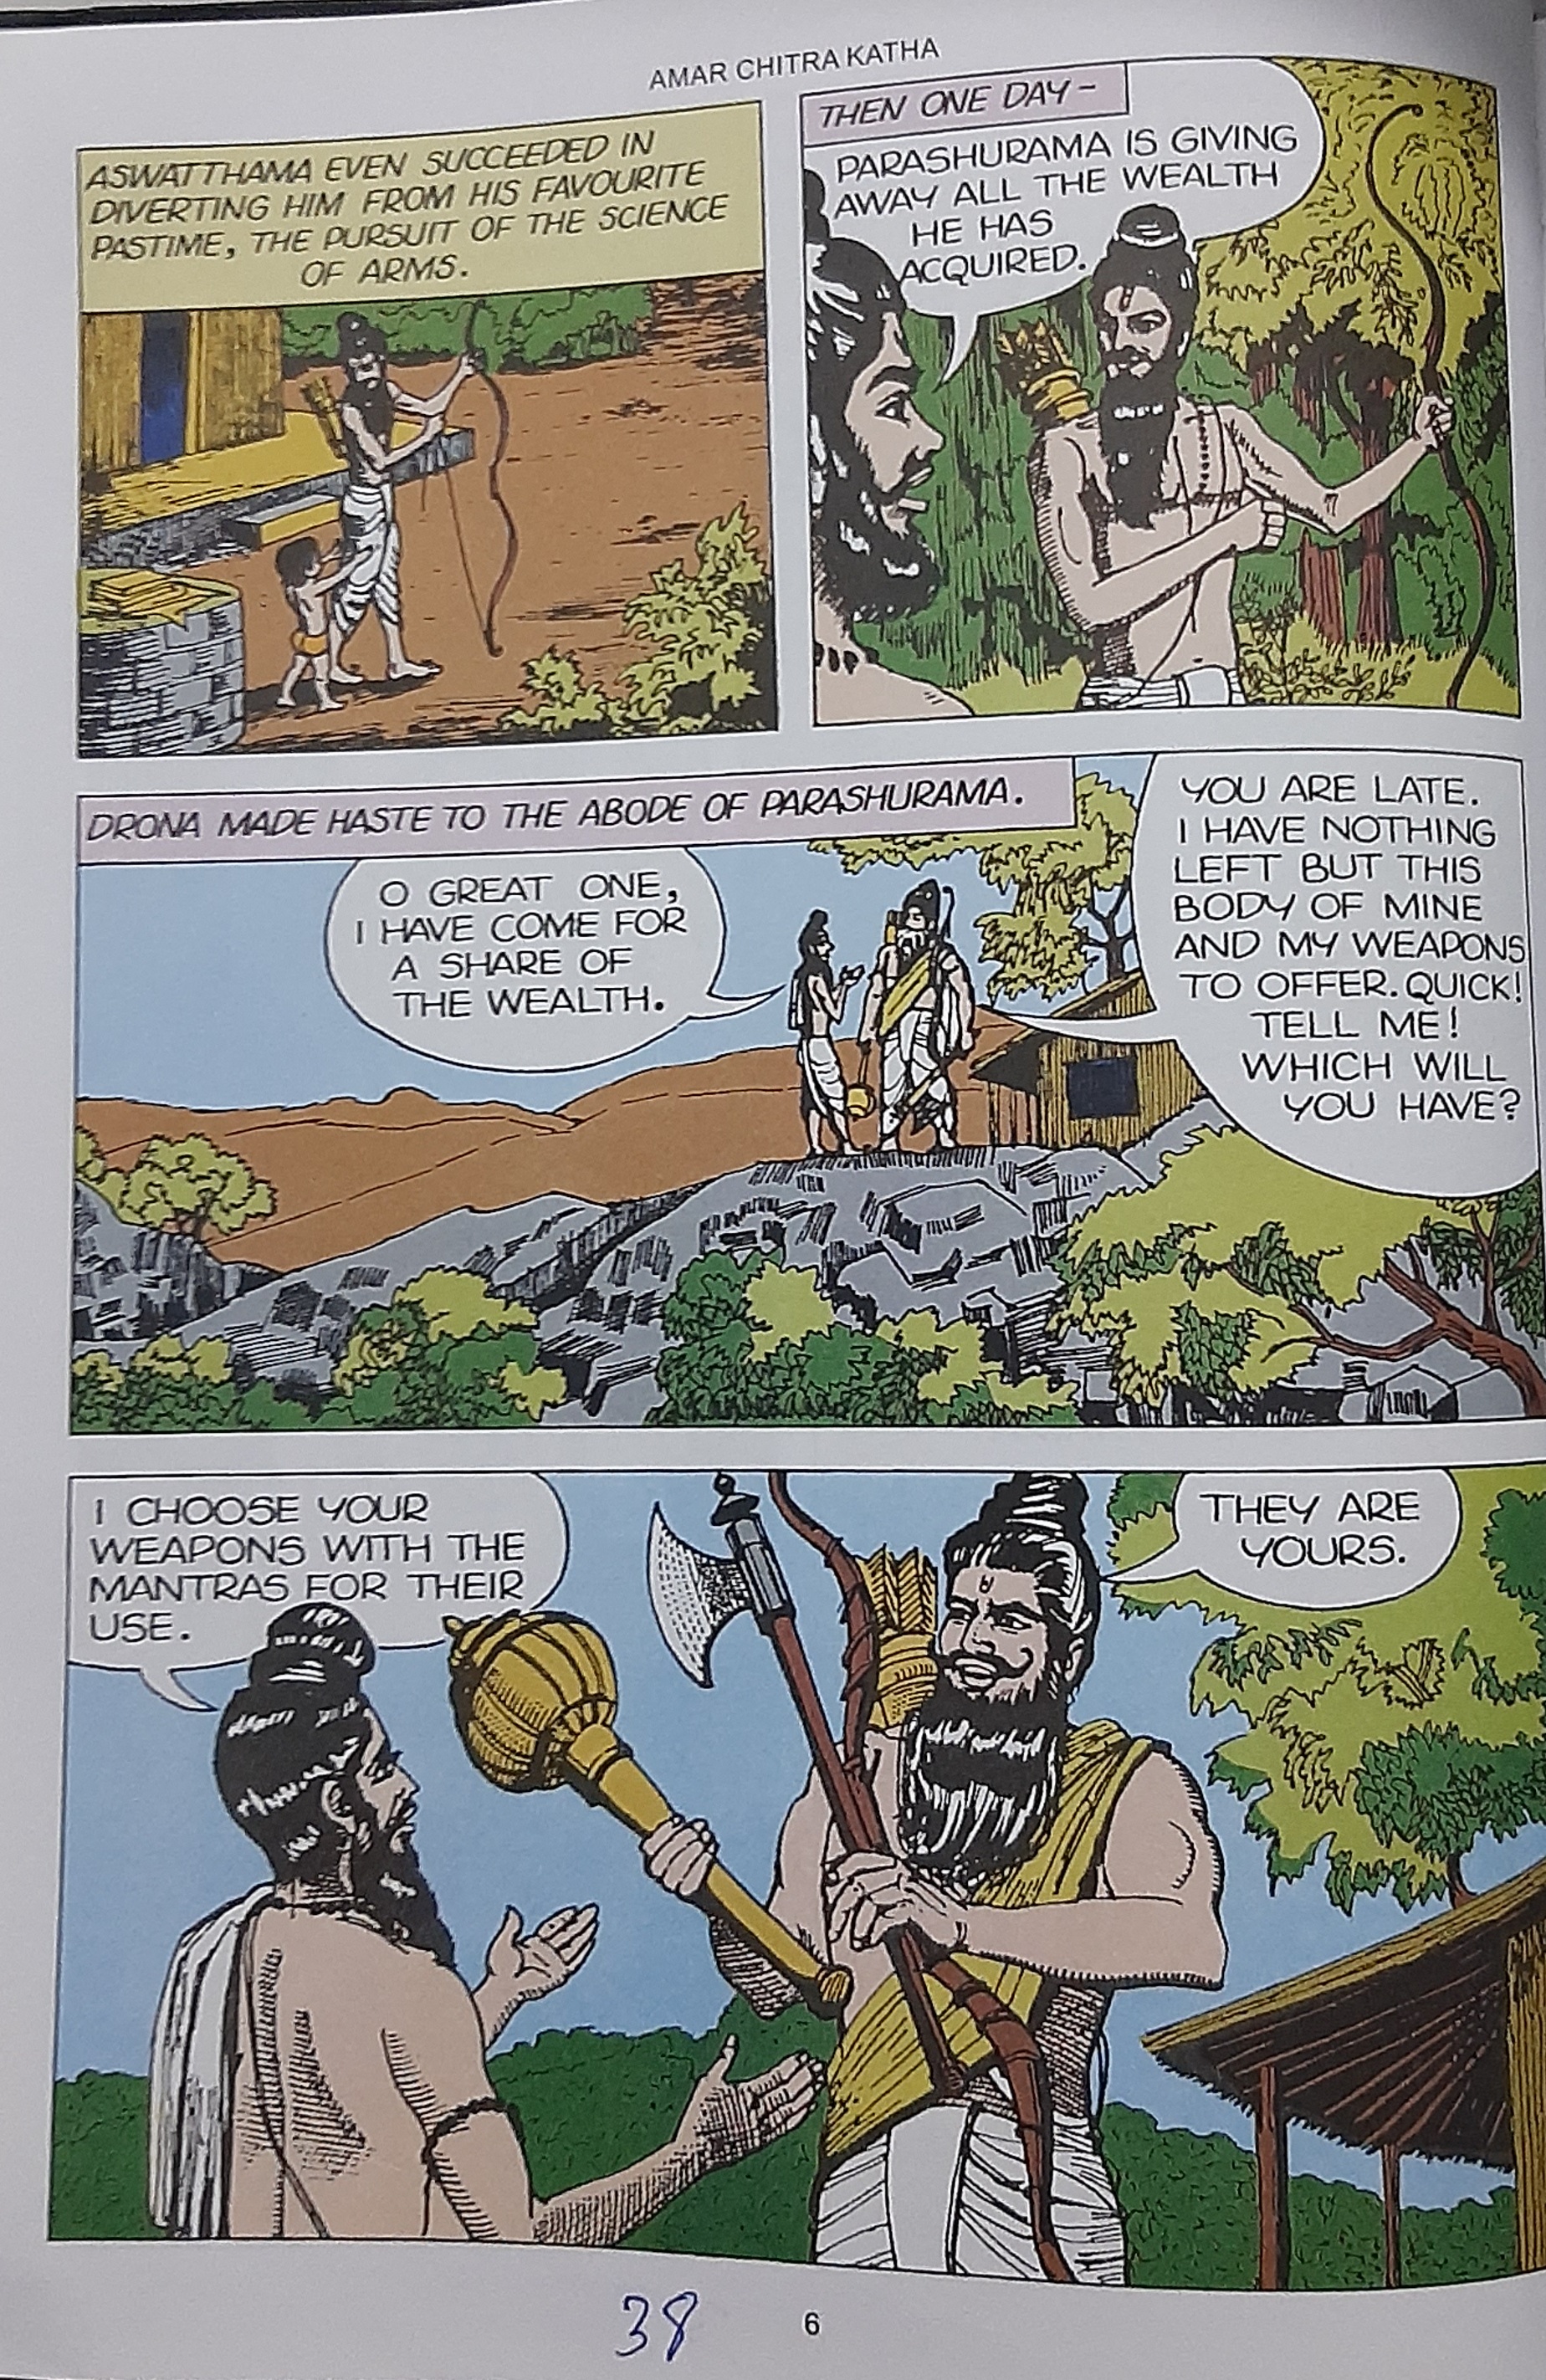 AMAR CHITRA KATHA
ASWATTHAMA EVEN SUCCEEDED IN
DIVERTING HIM FROM HIS FAVOURITE
PASTIME, THE PURSUIT OF THE SCIENCE
OF ARMS.
THEN ONE DAY –
PARASHURAMA IS GIVING
AWAY ALL THE WEALTH
HE HAS
ACQUIRED.
DRONA MADE HASTE TO THE ABODE OF PARASHURAMA.
O GREAT ONE,
I HAVE COME FOR
A SHARE OF
THE WEALTH.
YOU ARE LATE.
I HAVE NOTHING
LEFT BUT THIS
BODY OF MINE
AND MY WEAPONS
TO OFFER. QUICK!
TELL ME!
WHICH WILL
YOU HAVE?
I CHOOSE YOUR
WEAPONS WITH THE
MANTRAS FOR THEIR
USE.
THEY ARE
YOURS.
38
6